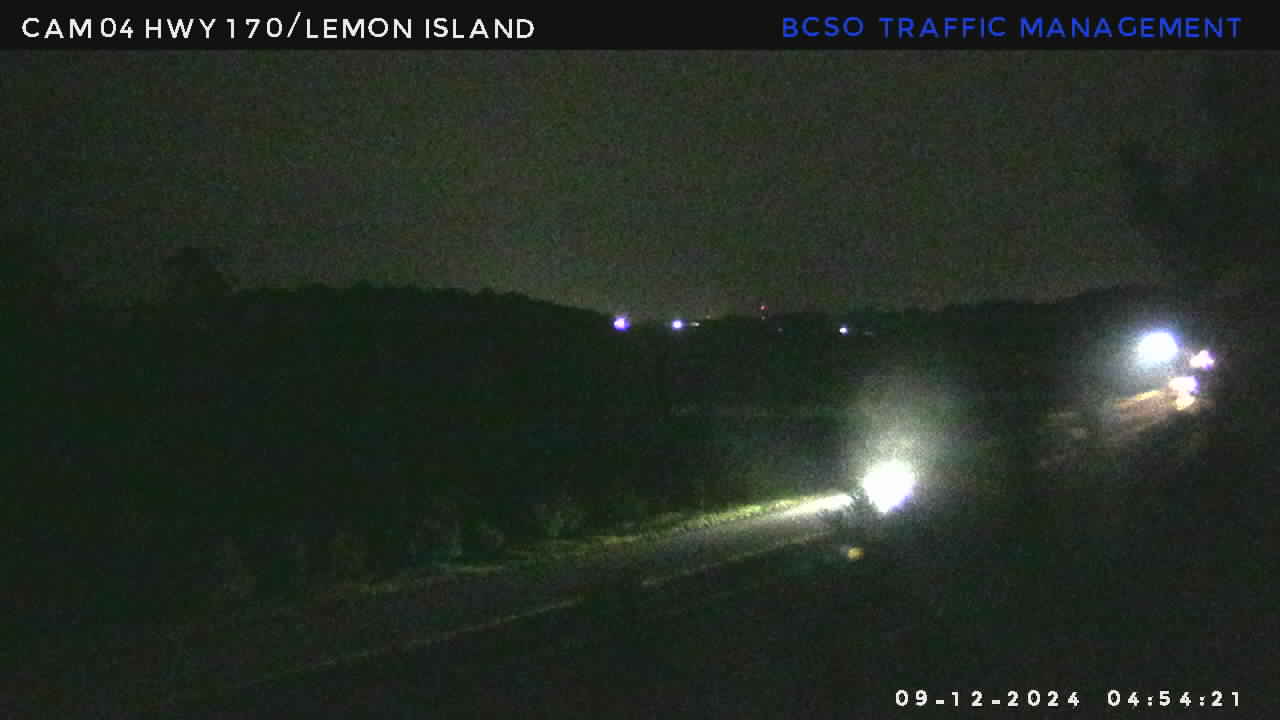 CAM04 HWY 170/LEMON ISLAND
BCSO TRAFFIC MANAGEMENT
09-12-2024 04:54:21